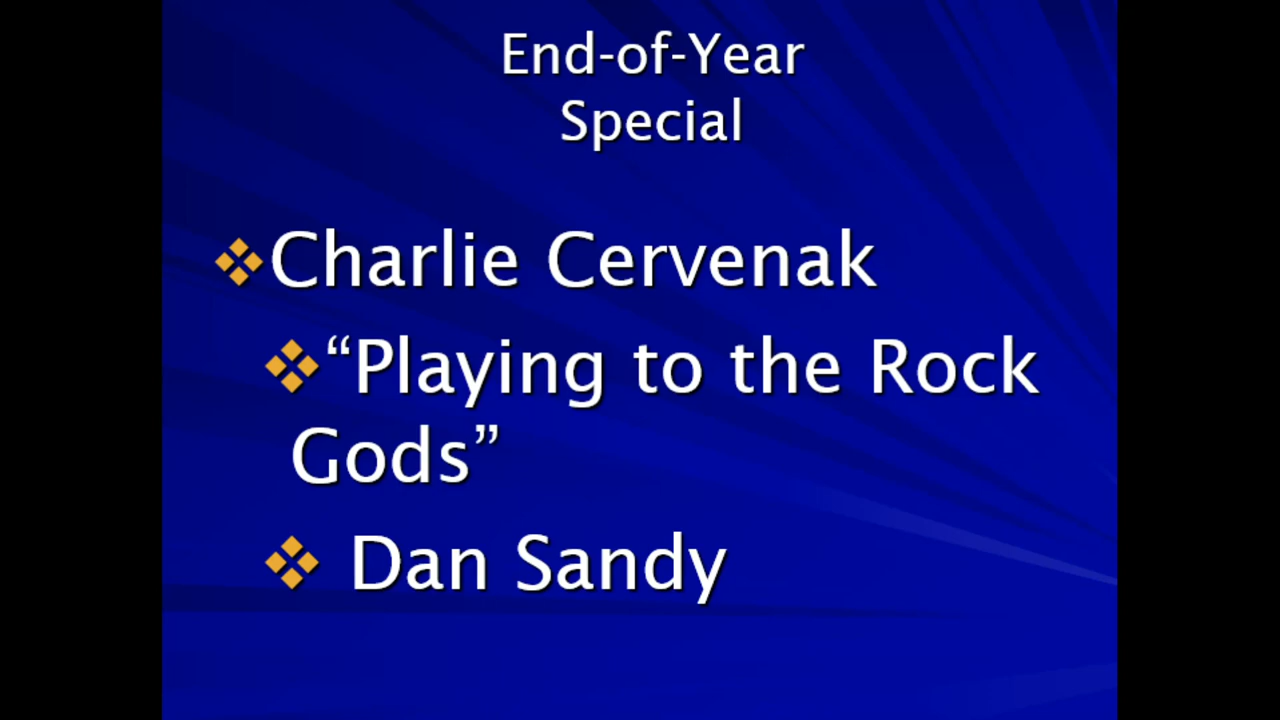 End-of-Year
Special
Charlie Cervenak
“Playing to the Rock
Gods”
Dan Sandy